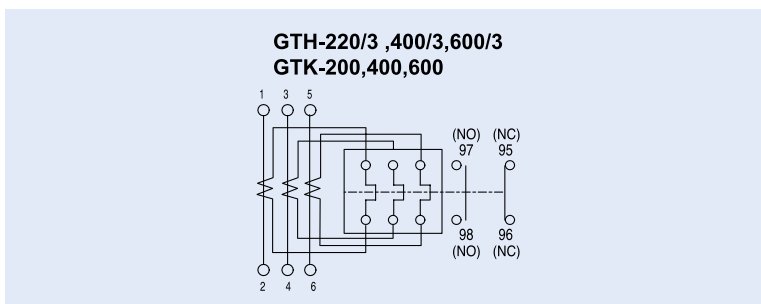 GTH-220/3 ,400/3,600/3
GTK-200,400,600
1 3 5
(NO) (NC)
97 95
98 96
(NO) (NC)
2 4 6